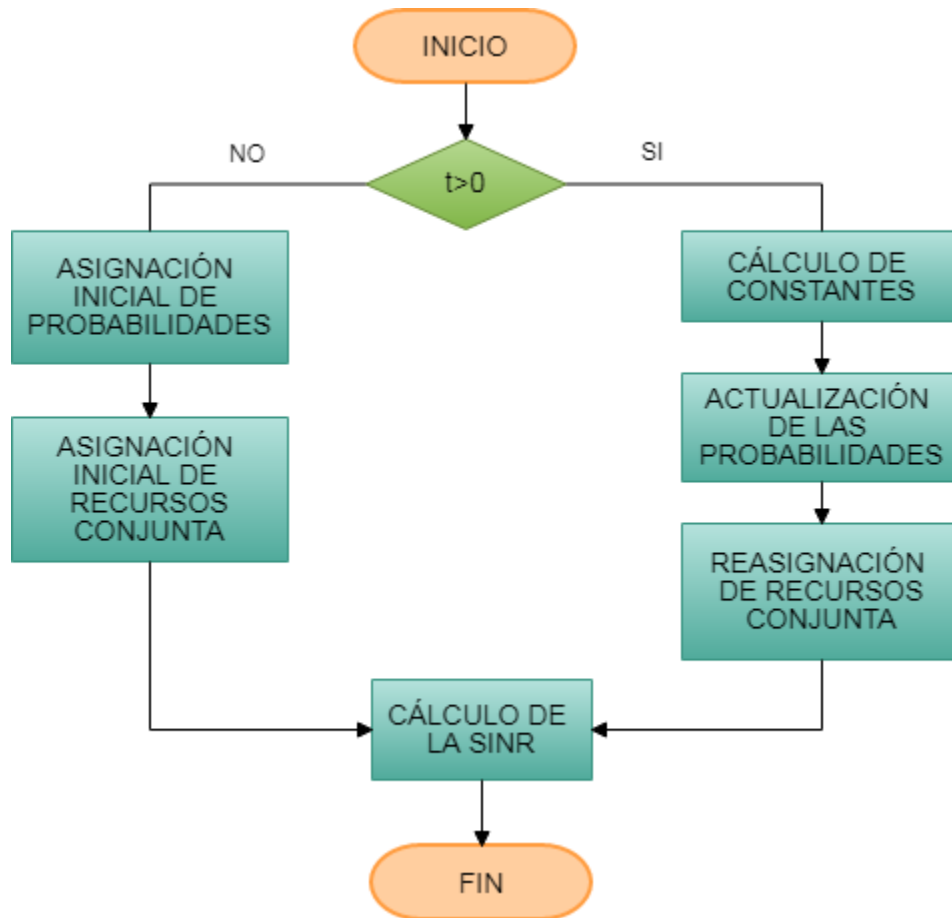 INICIO
t>0
NO
SI
ASIGNACIÓN
INICIAL DE
PROBABILIDADES
ASIGNACIÓN
INICIAL DE
RECURSOS
CONJUNTA
CÁLCULO DE
CONSTANTES
ACTUALIZACIÓN
DE LAS
PROBABILIDADES
REASIGNACIÓN
DE RECURSOS
CONJUNTA
CÁLCULO DE
LA SINR
FIN